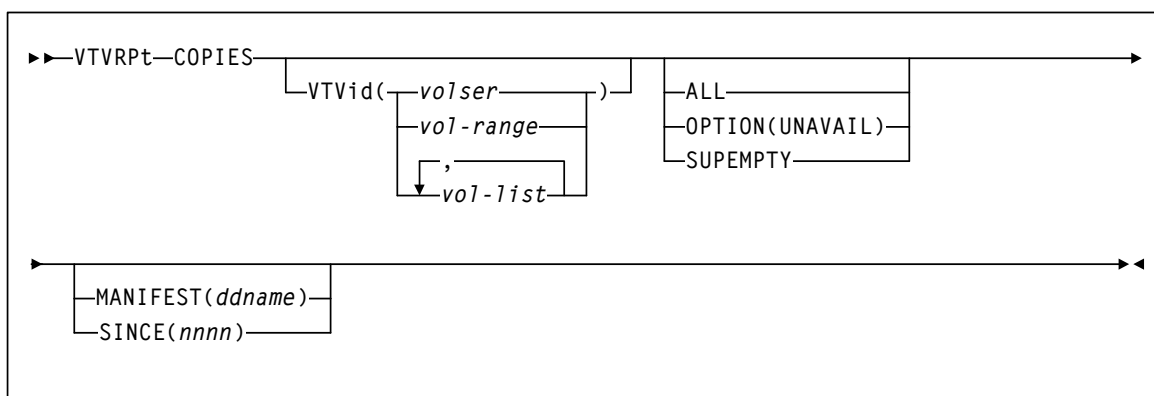 VTVRPt COPIES
VTVid( volser )
vol-range
,
vol-list
ALL
OPTION(UNAVAIL)
SUPEMPTY
MANIFEST(ddname)
SINCE(nnnn)